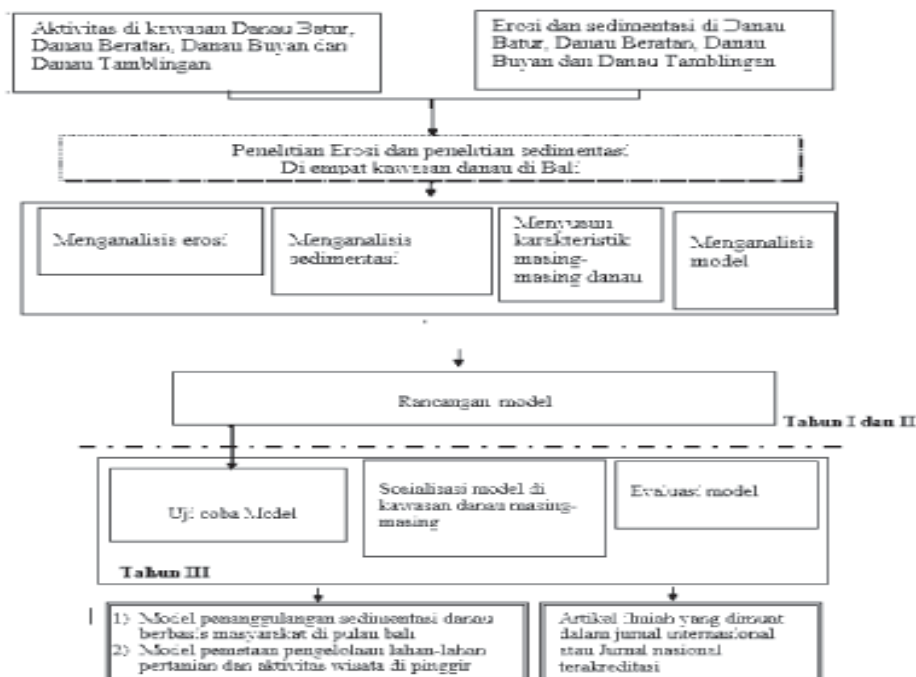 Aktivitas di kawasan Danau Batur,
Danau Beratan, Danau Buyan dan
Danau Tamblingan
Erosi dan sedimentasi di Danau
Batur, Danau Beratan, Danau
Buyan dan Danau Tamblingan
Penelitian Erosi dan penelitian sedimentasi
Di empat kawasan danau di Bali
Menganalisis erosi
Menganalisis
sedimentasi
Menyusun
karakteristik
masing-
masing danau
Menganalisis
model
Rancangan model
Tahun I dan II
Uji coba Model
Sosialisasi model di
kawasan danau masing-
masing
Evaluasi model
Tahun III
1) Model penanggulangan sedimentasi danau
berbasis masyarakat di pulau bali
2) Model pemetaan pengelolaan lahan-lahan
pertanian dan aktivitas wisata di pinggir
Artikel Ilmiah yang dimuat
dalam jurnal internasional
atau Jurnal nasional
terakreditasi